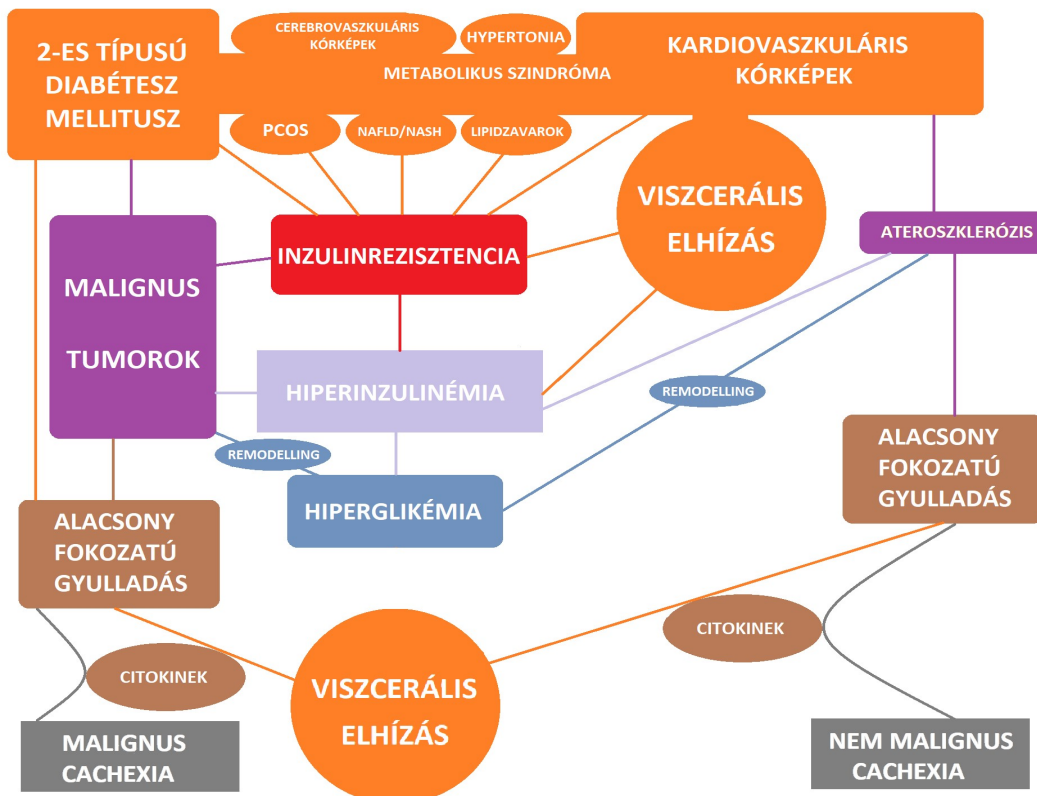 2-ES TÍPUSÚ
DIABÉTESZ
MELLITUSZ
CEREBROVASZKULÁRIS
KÓRKÉPEK
HYPERTONIA
METABOLIKUS SZINDRÓMA
KARDIOVASZKULÁRIS
KÓRKÉPEK
PCOS
NAFLD/NASH
LIPIDZAVAROK
VISZCERÁLIS
ELHÍZÁS
MALIGNUS
TUMOROK
INZULINREZISZTENCIA
ATEROSZKLERÓZIS
HIPERINZULINÉMIA
REMODELLING
REMODELLING
HIPERGLIKÉMIA
ALACSONY
FOKOZATÚ
GYULLADÁS
ALACSONY
FOKOZATÚ
GYULLADÁS
CITOKINEK
CITOKINEK
VISZCERÁLIS
ELHÍZÁS
MALIGNUS
CACHEXIA
NEM MALIGNUS
CACHEXIA